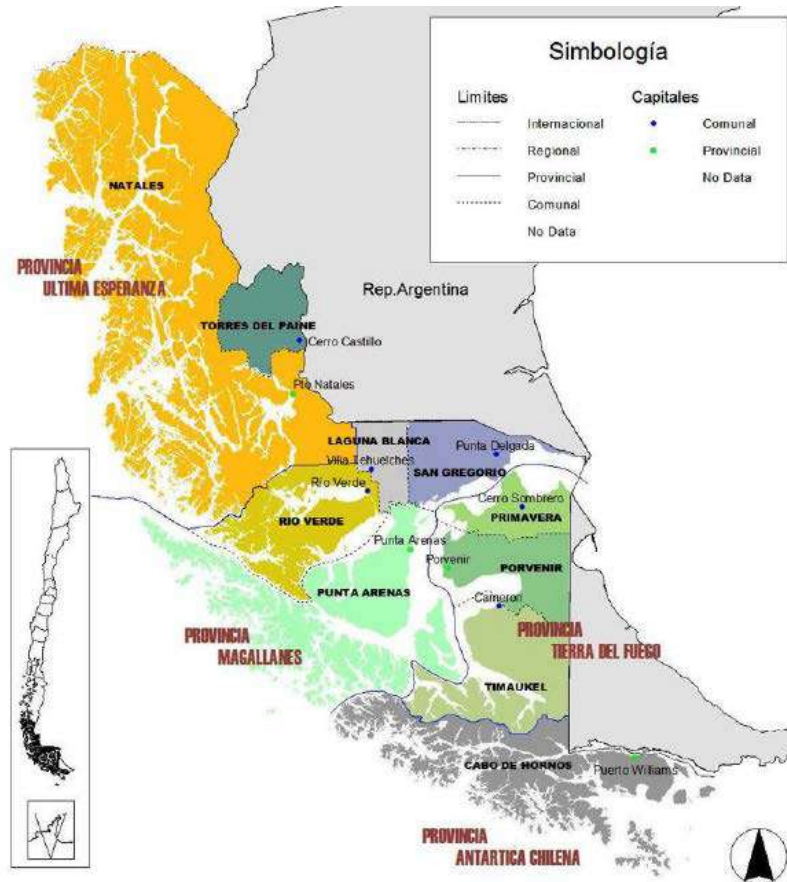 Simbología
Limites
Internacional
Regional
Provincial
Comunal
No Data
Capitales
Comunal
Provincial
No Data
NATALES
PROVINCIA
ULTIMA ESPERANZA
Rep.Argentina
TORRES DEL PAINE
Cerro Castillo
Pto Natales
LAGUNA BLANCA
Punta Delgada
Villa Tehuelches
SAN GREGORIO
Río Verde
Cerro Sombrero
RIO VERDE
PRIMAVERA
Punta Arenas
Porvenir
PORVENIR
PUNTA ARENAS
Cameron
PROVINCIA
MAGALLANES
PROVINCIA
TIERRA DEL FUEGO
TIMAUKEL
CABO DE HORNOS
Puerto Williams
PROVINCIA
ANTARTICA CHILENA